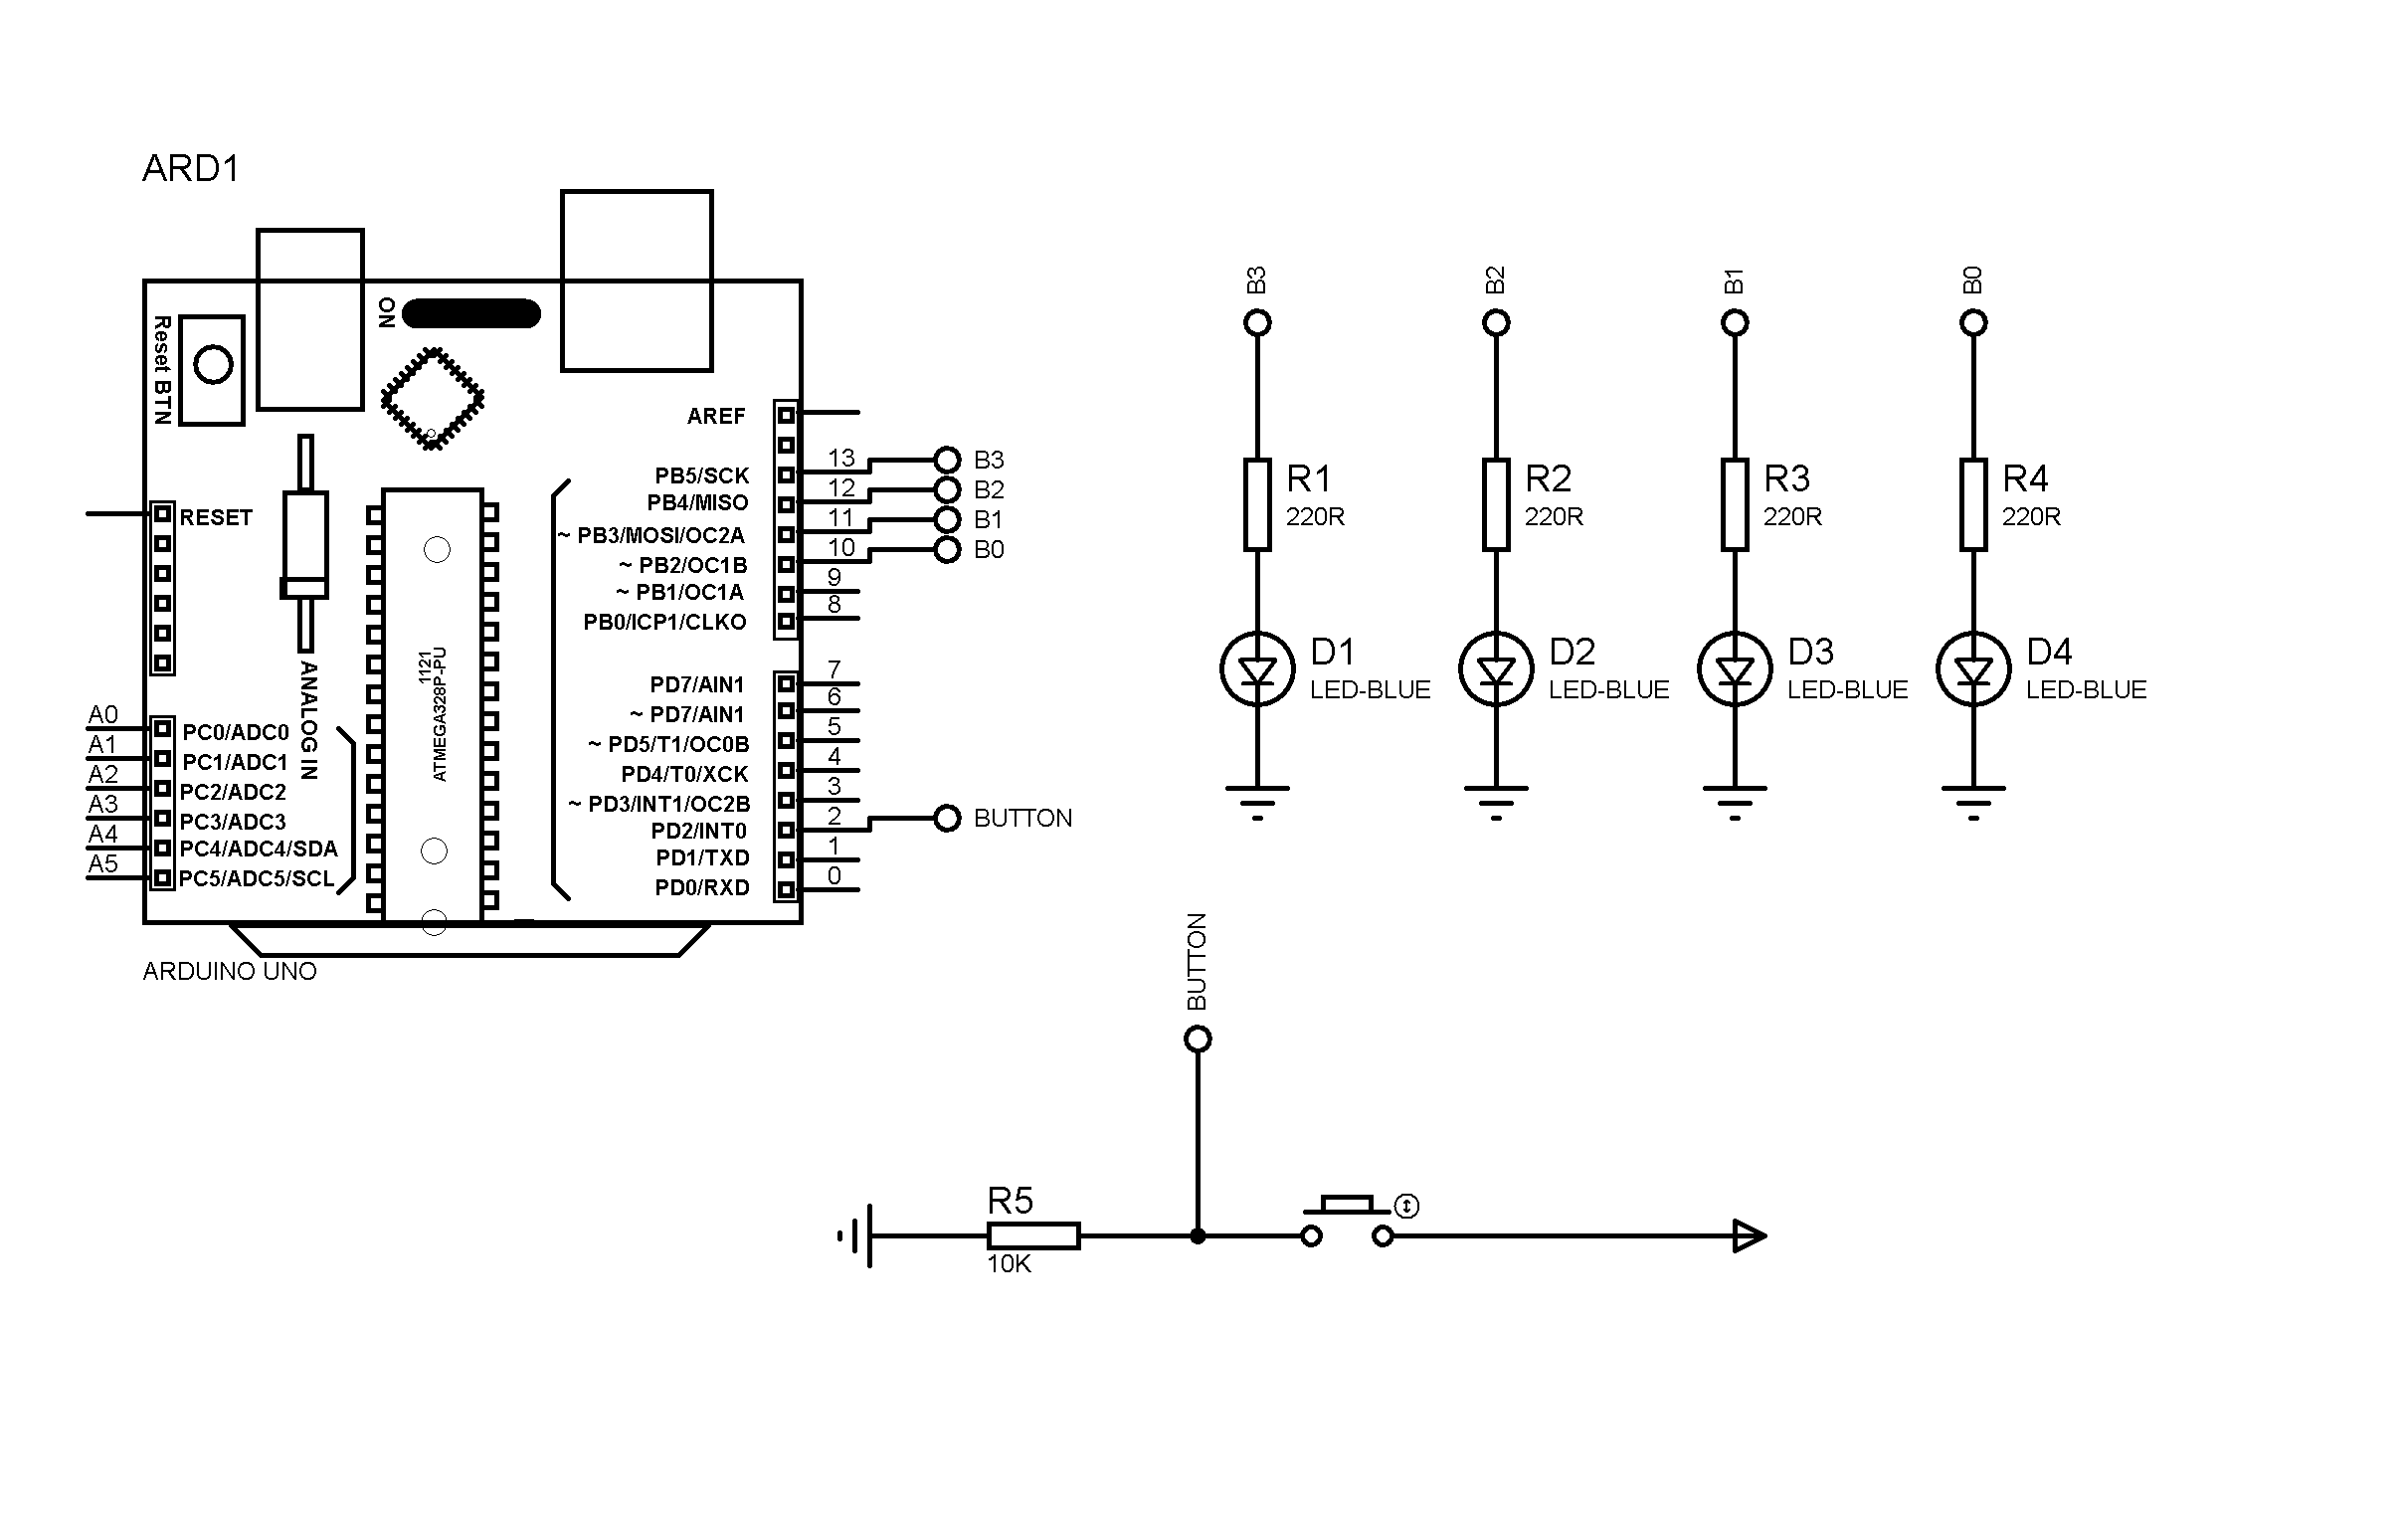 ARD1
ON
Reset BTN
AREF
13
PB5/SCK
B3
12
PB4/MISO
B2
11
~ PB3/MOSI/OC2A
B1
10
~ PB2/OC1B
B0
9
~ PB1/OC1A
8
PB0/ICP1/CLKO
RESET
ANALOG IN
1121
ATMEGA328P-PU
7
PD7/AIN1
6
~ PD7/AIN1
5
~ PD5/T1/OC0B
4
PD4/T0/XCK
3
~ PD3/INT1/OC2B
2
PD2/INT0
BUTTON
1
PD1/TXD
0
PD0/RXD
A0
PC0/ADC0
A1
PC1/ADC1
A2
PC2/ADC2
A3
PC3/ADC3
A4
PC4/ADC4/SDA
A5
PC5/ADC5/SCL
ARDUINO UNO
B3
B2
B1
B0
R1
220R
R2
220R
R3
220R
R4
220R
D1
LED-BLUE
D2
LED-BLUE
D3
LED-BLUE
D4
LED-BLUE
BUTTON
R5
10K